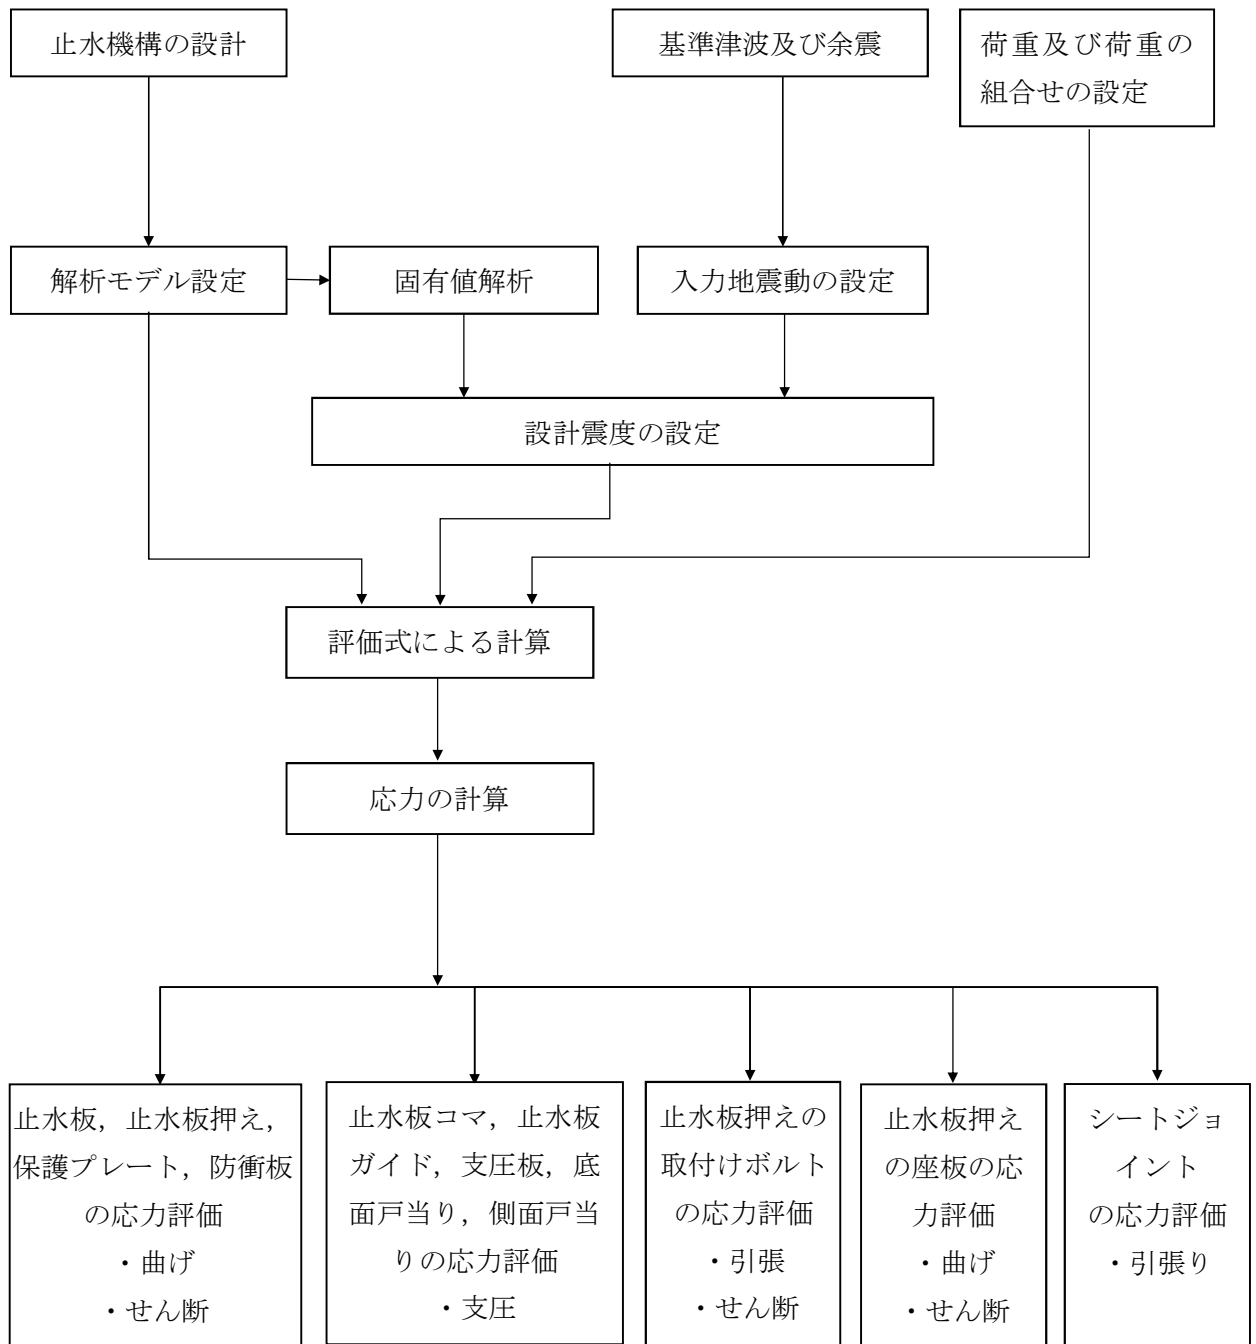 止水機構の設計
基準津波及び余震
荷重及び荷重の
組合せの設定
解析モデル設定
固有値解析
入力地震動の設定
設計震度の設定
評価式による計算
応力の計算
止水板，止水板押え，
保護プレート，防衝板
の応力評価
・曲げ
・せん断
止水板コマ，止水板
ガイド，支圧板，底
面戸当り，側面戸当
りの応力評価
・支圧
止水板押えの
取付けボルト
の応力評価
・引張
・せん断
止水板押え
の座板の応
力評価
・曲げ
・せん断
シートジョ
イント
の応力評価
・引張り